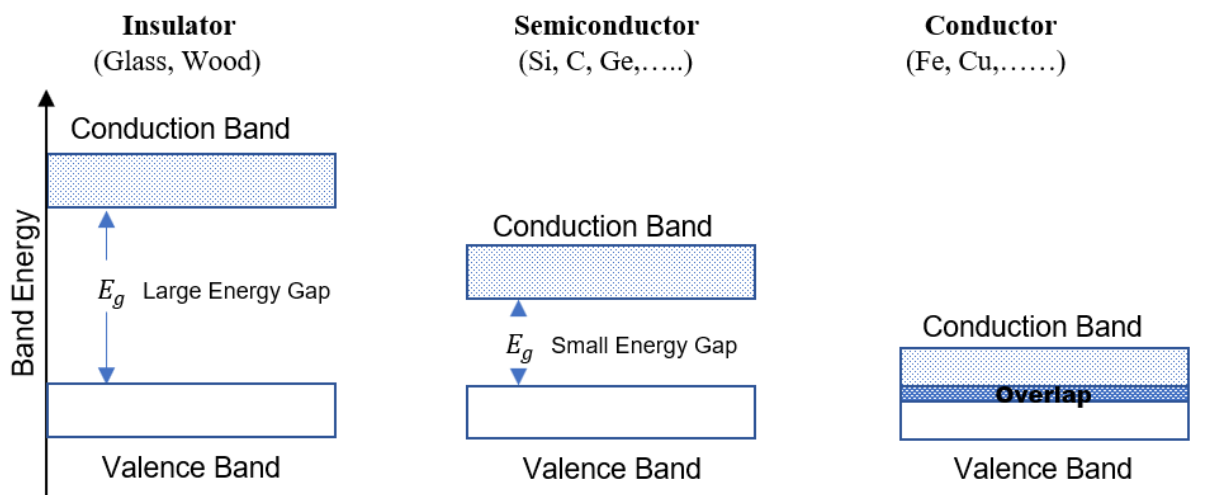 Insulator
(Glass, Wood)
Semiconductor
(Si, C, Ge,.....)
Conductor
(Fe, Cu,......)
Band Energy
Conduction Band
E_g Large Energy Gap
Valence Band
Conduction Band
E_g Small Energy Gap
Valence Band
Conduction Band
Overlap
Valence Band